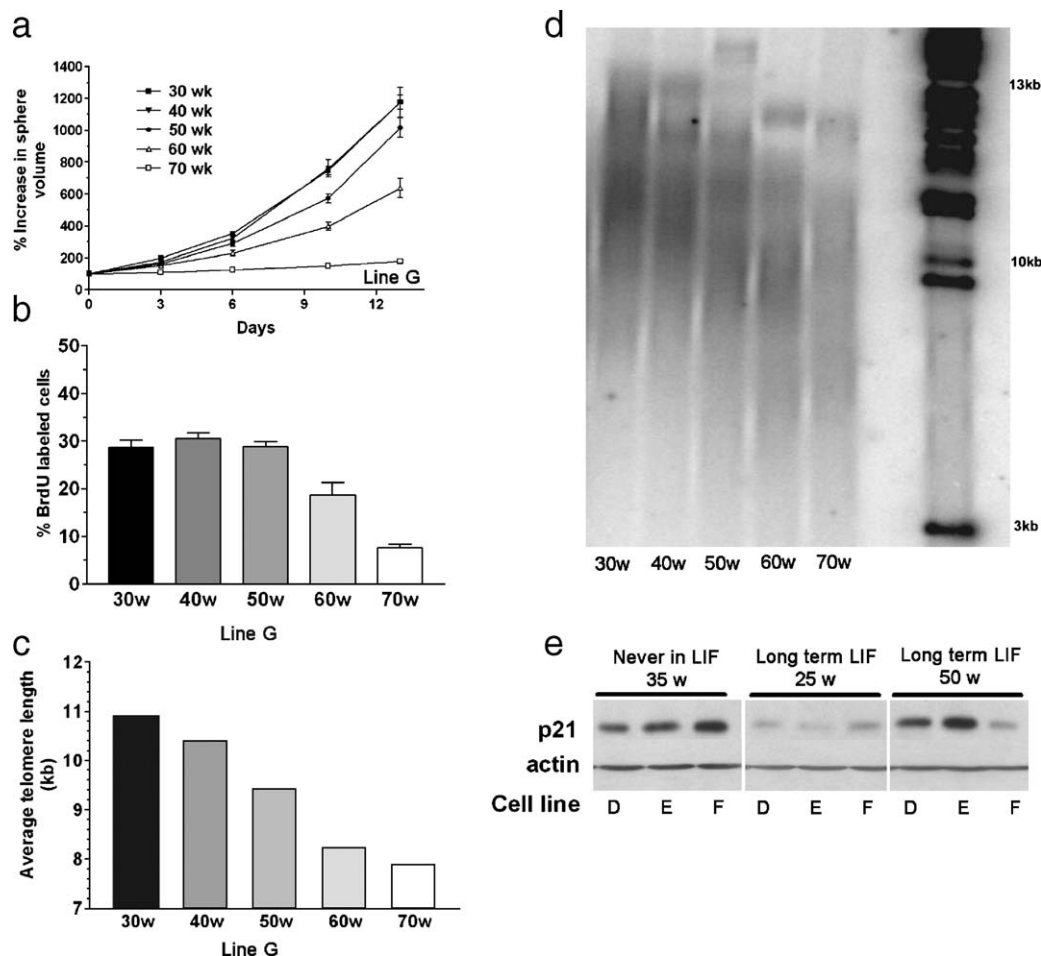 a
1400
1200
1000
800
600
400
200
0
% Increase in sphere
volume
30 wk
40 wk
50 wk
60 wk
70 wk
Line G
0 3 6 9 12
Days
b
50
40
30
20
10
0
% BrdU labeled cells
30w 40w 50w 60w 70w
Line G
c
12
11
10
9
8
7
Average telomere length
(kb)
30w 40w 50w 60w 70w
Line G
d
13kb
10kb
3kb
30w 40w 50w 60w 70w
e
Never in LIF
35 w
Long term LIF
25 w
Long term LIF
50 w
p21
actin
Cell line D E F D E F D E F